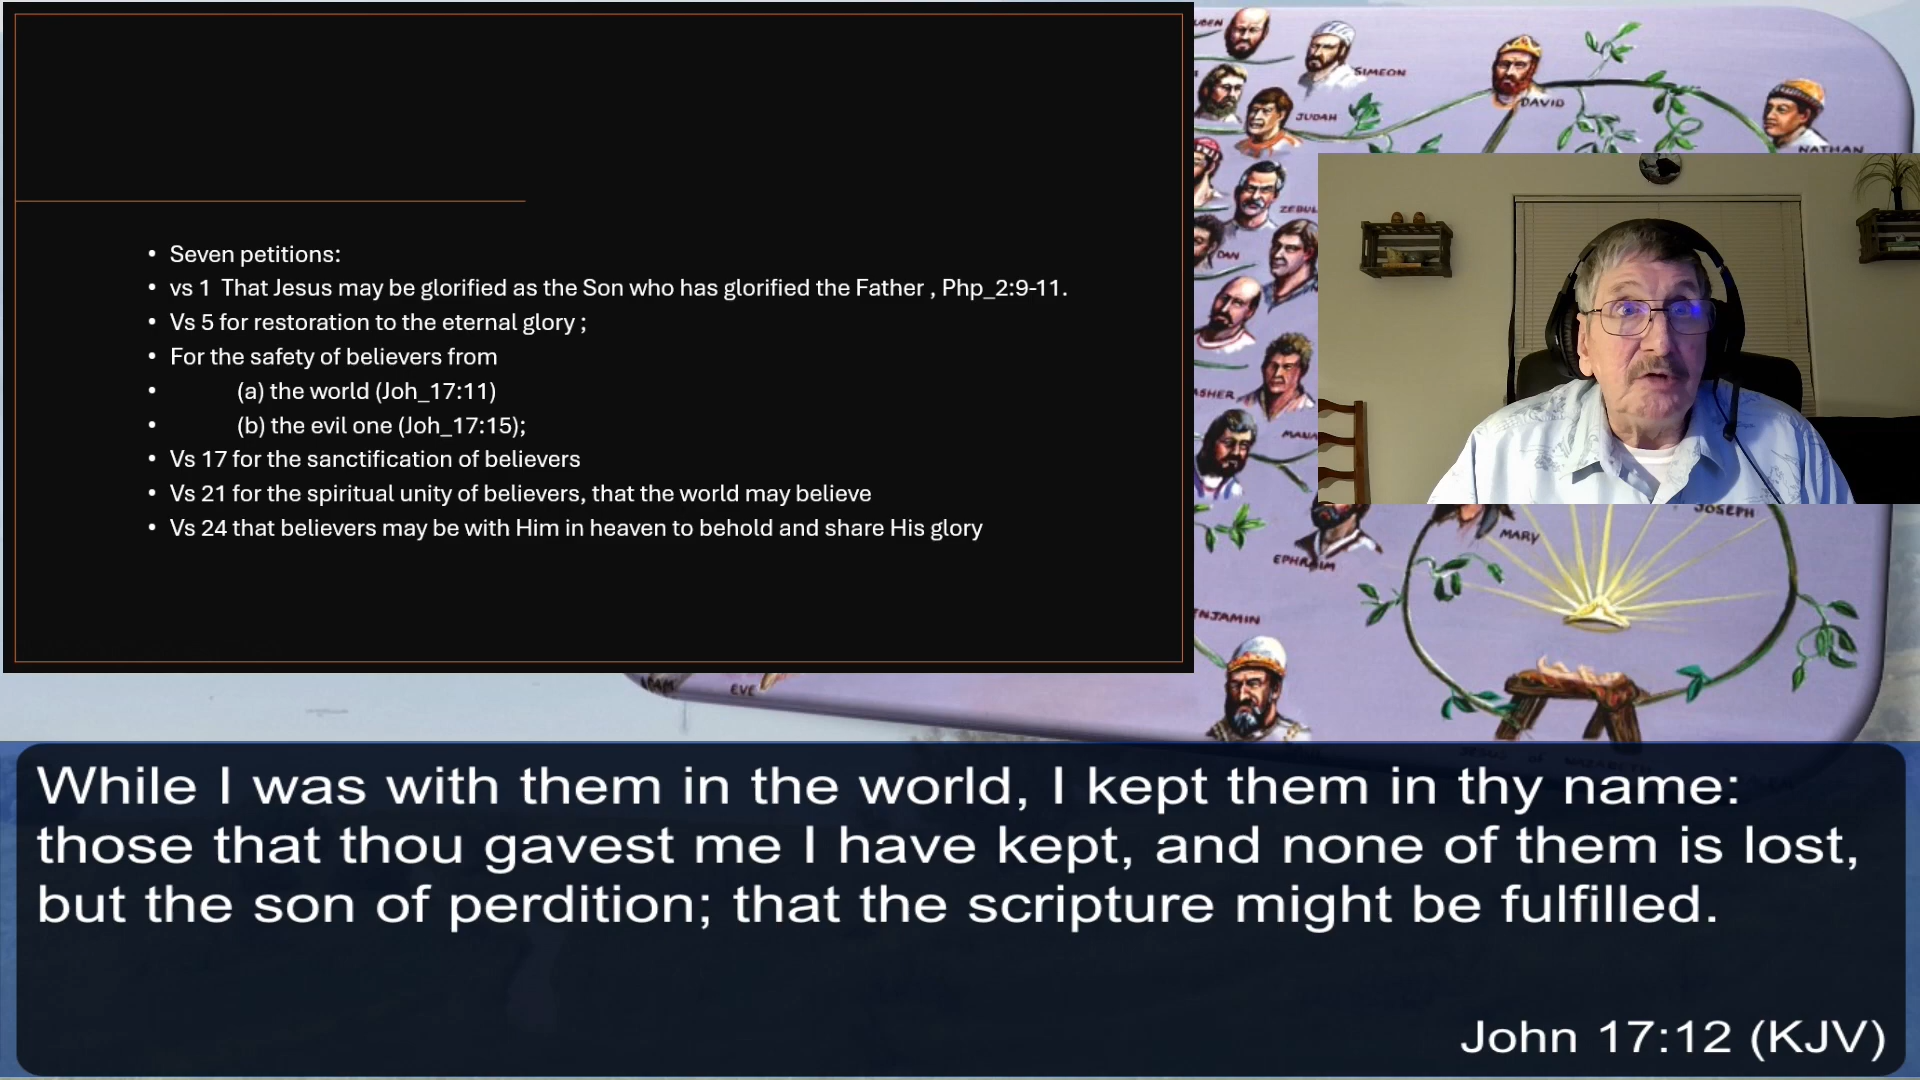 Seven petitions:
vs 1 That Jesus may be glorified as the Son who has glorified the Father , Php_2:9-11.
Vs 5 for restoration to the eternal glory ;
For the safety of believers from
(a) the world (Joh_17:11)
(b) the evil one (Joh_17:15);
Vs 17 for the sanctification of believers
Vs 21 for the spiritual unity of believers, that the world may believe
Vs 24 that believers may be with Him in heaven to behold and share His glory
SIMEON
DAVID
JUDAH
NATHAN
DAN
JOSEPH
MARY
EPHRAIM
EVE
While I was with them in the world, I kept them in thy name:
those that thou gavest me I have kept, and none of them is lost,
but the son of perdition; that the scripture might be fulfilled.
John 17:12 (KJV)